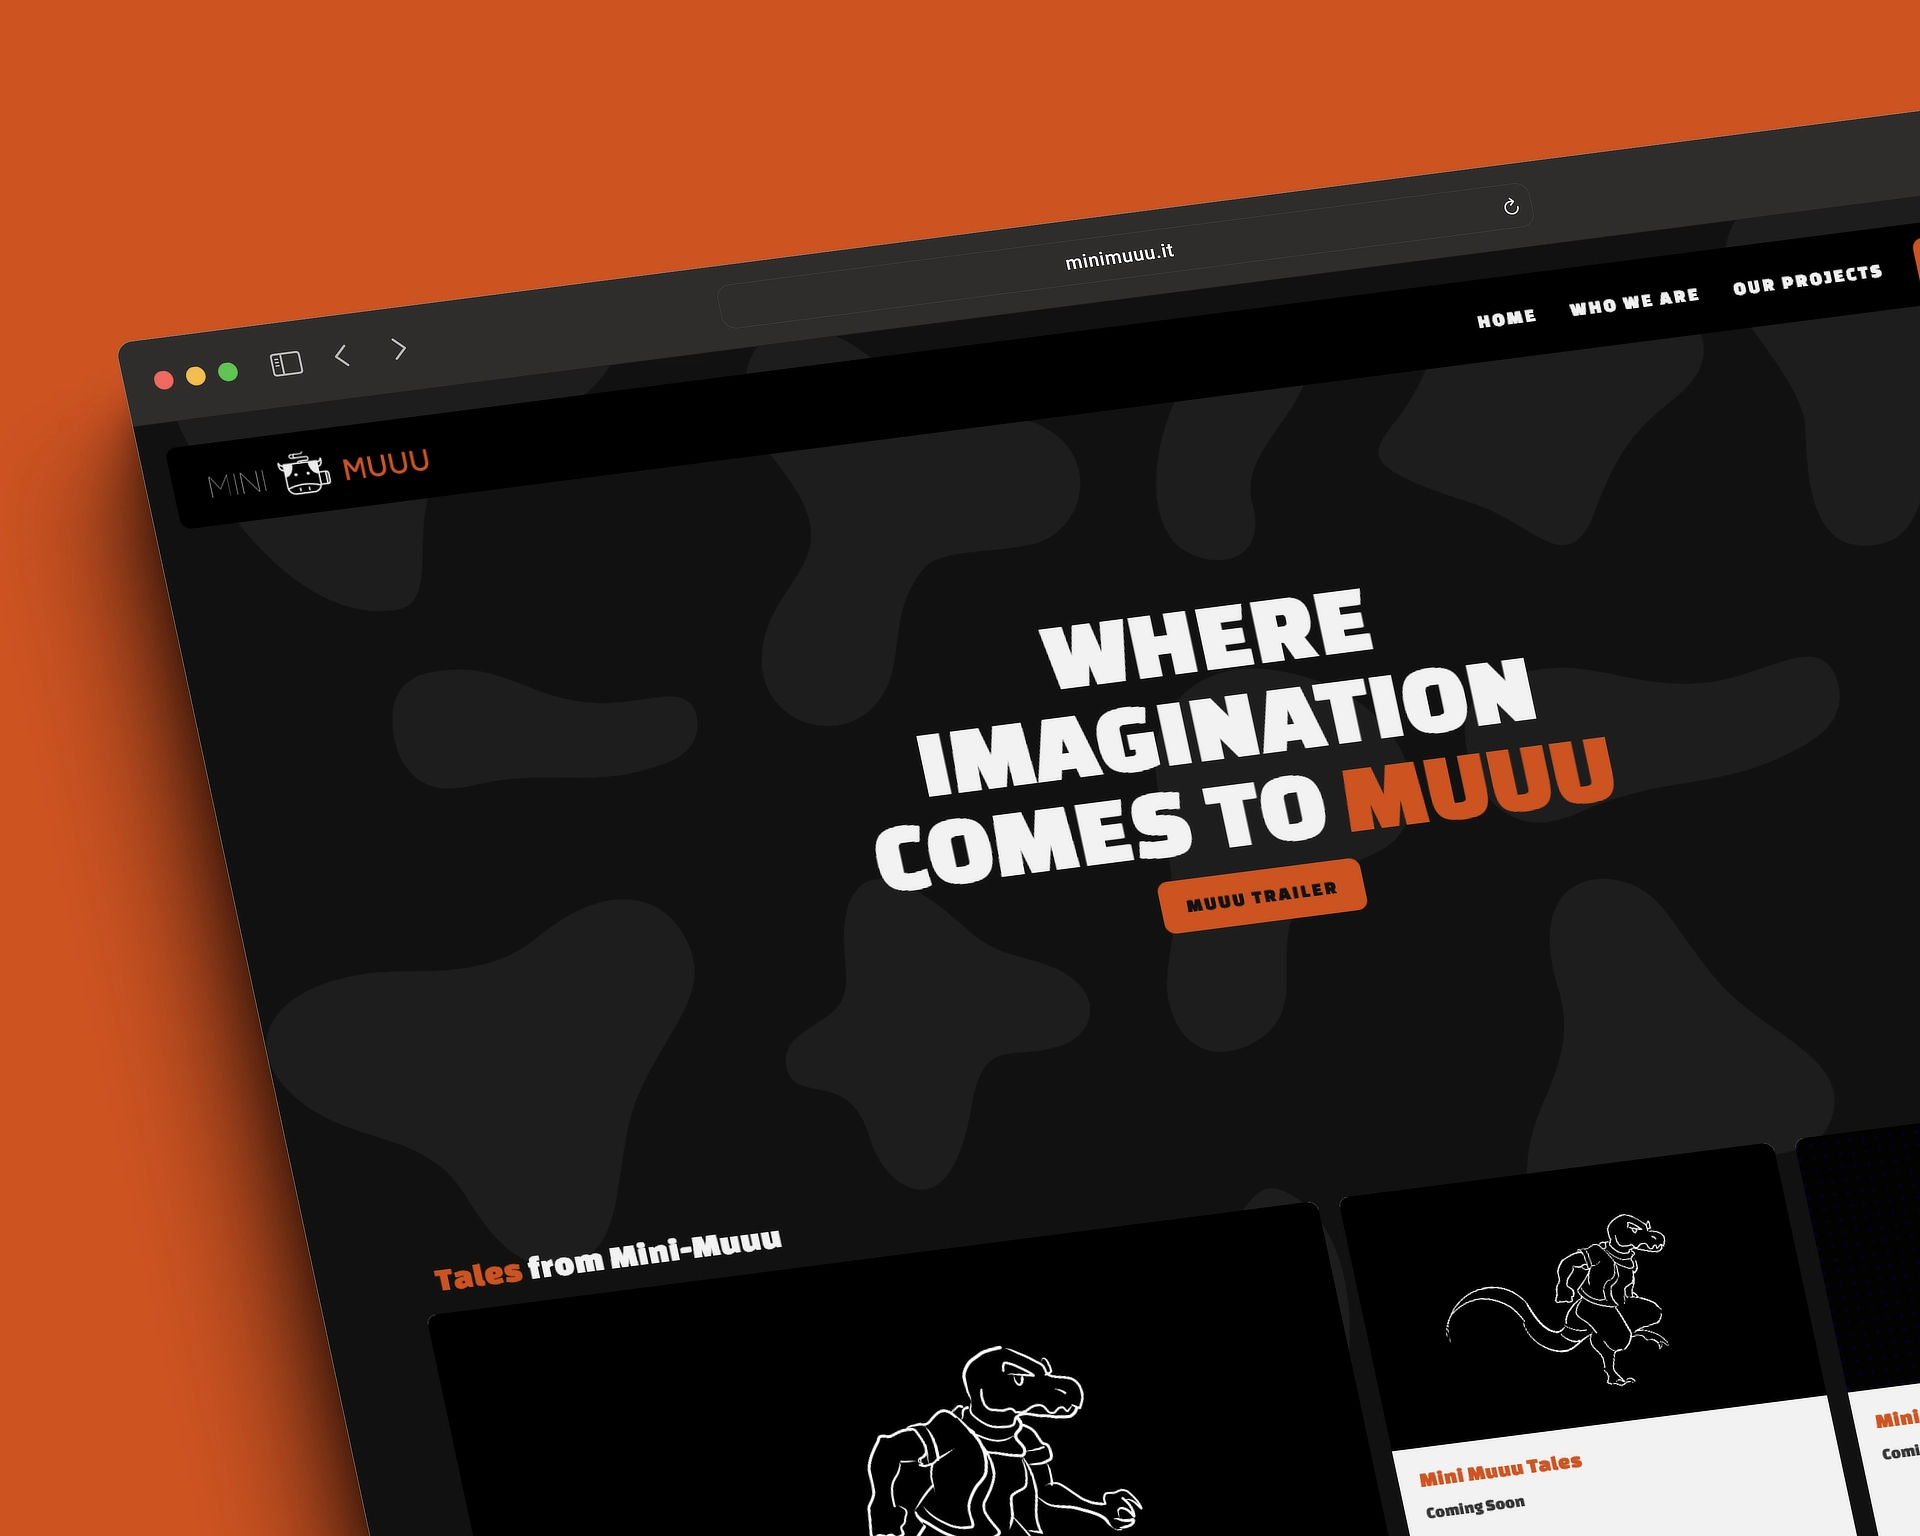 minimuuu.it
HOME WHO WE ARE OUR PROJECTS
MINI MUUU
WHERE
IMAGINATION
COMES TO MUUU
MUUU TRAILER
Tales from Mini-Muuu
Mini Muuu Tales
Coming Soon
Mini